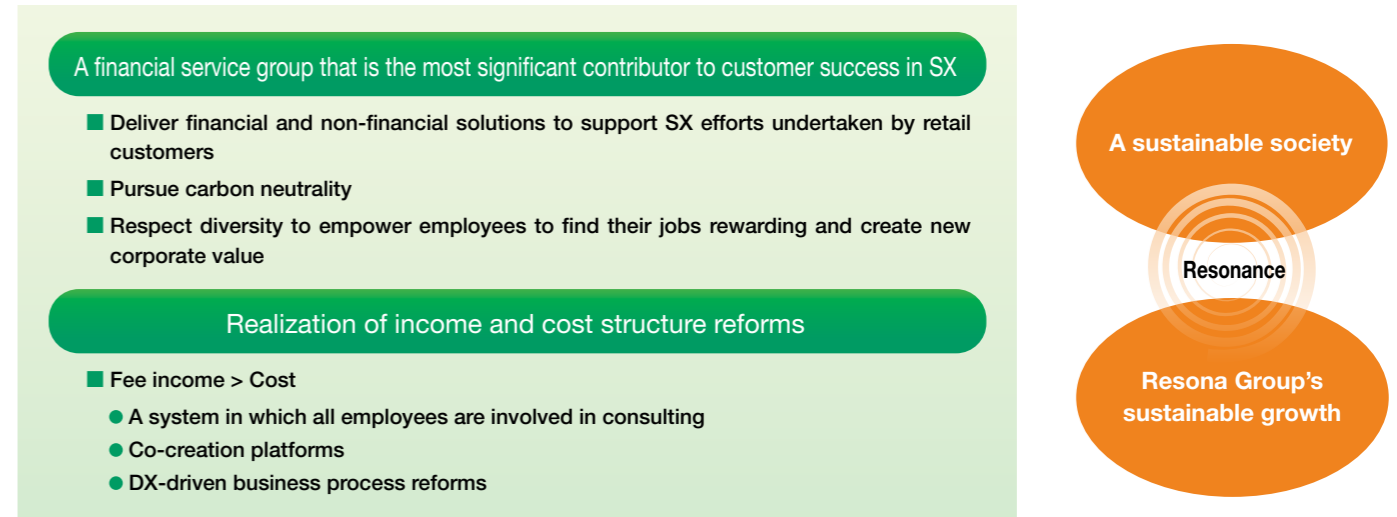 A financial service group that is the most significant contributor to customer success in SX
Deliver financial and non-financial solutions to support SX efforts undertaken by retail
customers
Pursue carbon neutrality
Respect diversity to empower employees to find their jobs rewarding and create new
corporate value
Realization of income and cost structure reforms
Fee income > Cost
A system in which all employees are involved in consulting
Co-creation platforms
DX-driven business process reforms
A sustainable society
Resonance
Resona Group's
sustainable growth